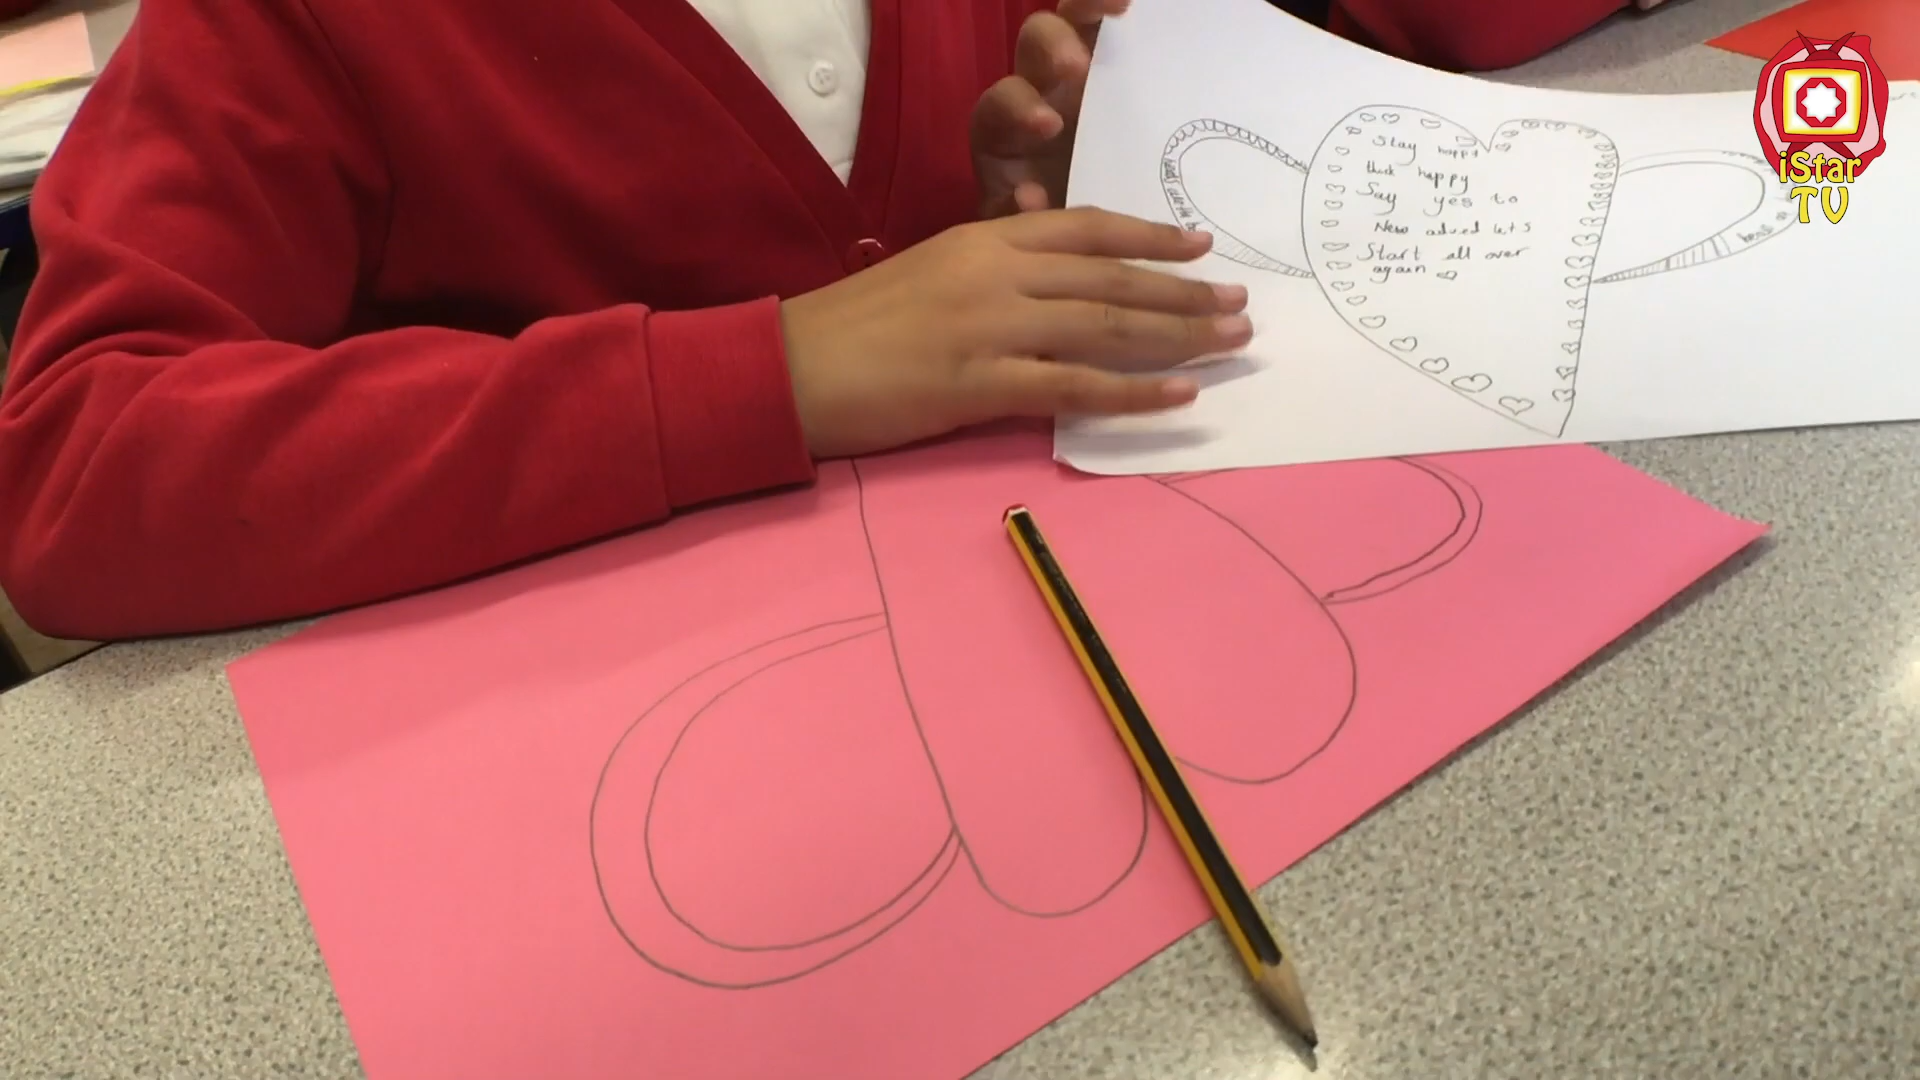 Stay happy
think happy
Say yes to
New adved lets
Start all over
again
iStar
TV